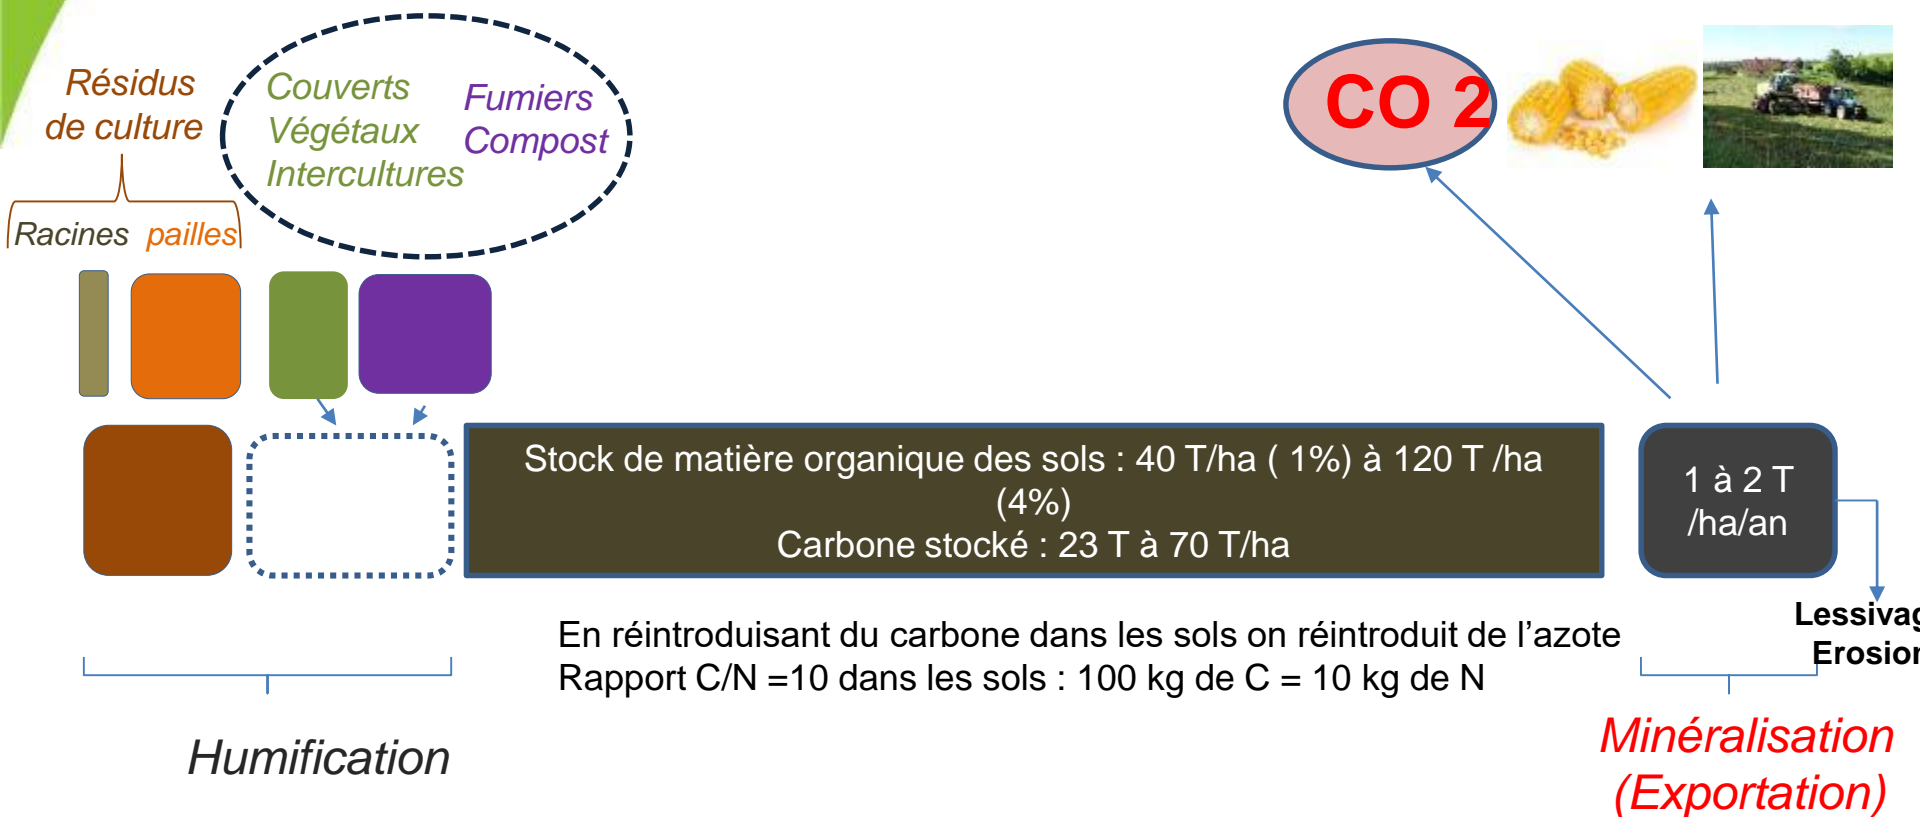 Résidus
de culture
Couverts
Végétaux
Intercultures
Fumiers
Compost
CO 2
Racines pailles
Stock de matière organique des sols : 40 T/ha ( 1%) à 120 T /ha
(4%)
Carbone stocké : 23 T à 70 T/ha
1 à 2 T
/ha/an
Lessivag
Erosion
En réintroduisant du carbone dans les sols on réintroduit de l’azote
Rapport C/N =10 dans les sols : 100 kg de C = 10 kg de N
Humification
Minéralisation
(Exportation)